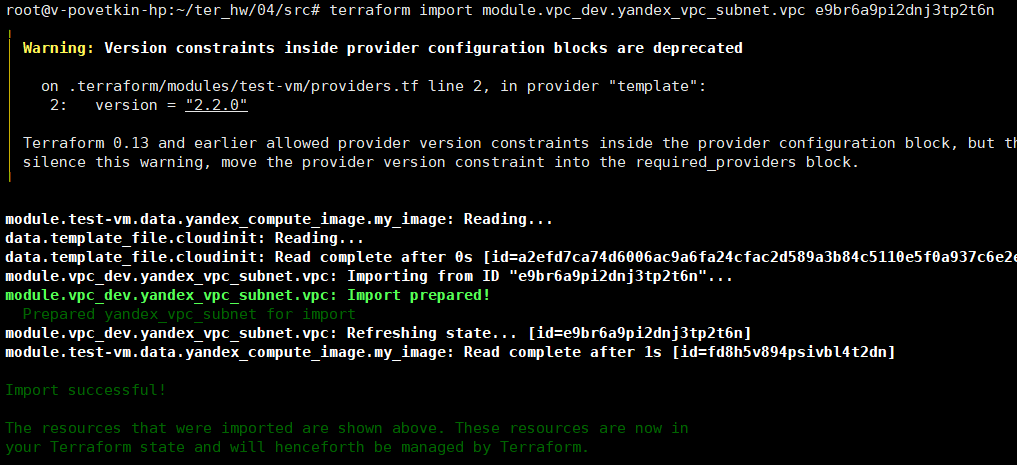 root@v-povetkin-hp:~/ter_hw/04/src# terraform import module.vpc_dev.yandex_vpc_subnet.vpc e9br6a9pi2dnj3tp2t6n
Warning: Version constraints inside provider configuration blocks are deprecated
on .terraform/modules/test-vm/providers.tf line 2, in provider "template":
2: version = "2.2.0"
Terraform 0.13 and earlier allowed provider version constraints inside the provider configuration block, but th
silence this warning, move the provider version constraint into the required_providers block.
module.test-vm.data.yandex_compute_image.my_image: Reading...
data.template_file.cloudinit: Reading...
data.template_file.cloudinit: Read complete after 0s [id=a2efd7ca74d6006ac9a6fa24cfac2d589a3b84c5110e5f0a937c6e2e
module.vpc_dev.yandex_vpc_subnet.vpc: Importing from ID "e9br6a9pi2dnj3tp2t6n"...
module.vpc_dev.yandex_vpc_subnet.vpc: Import prepared!
Prepared yandex_vpc_subnet for import
module.vpc_dev.yandex_vpc_subnet.vpc: Refreshing state... [id=e9br6a9pi2dnj3tp2t6n]
module.test-vm.data.yandex_compute_image.my_image: Read complete after 1s [id=fd8h5v894psivbl4t2dn]
Import successful!
The resources that were imported are shown above. These resources are now in
your Terraform state and will henceforth be managed by Terraform.